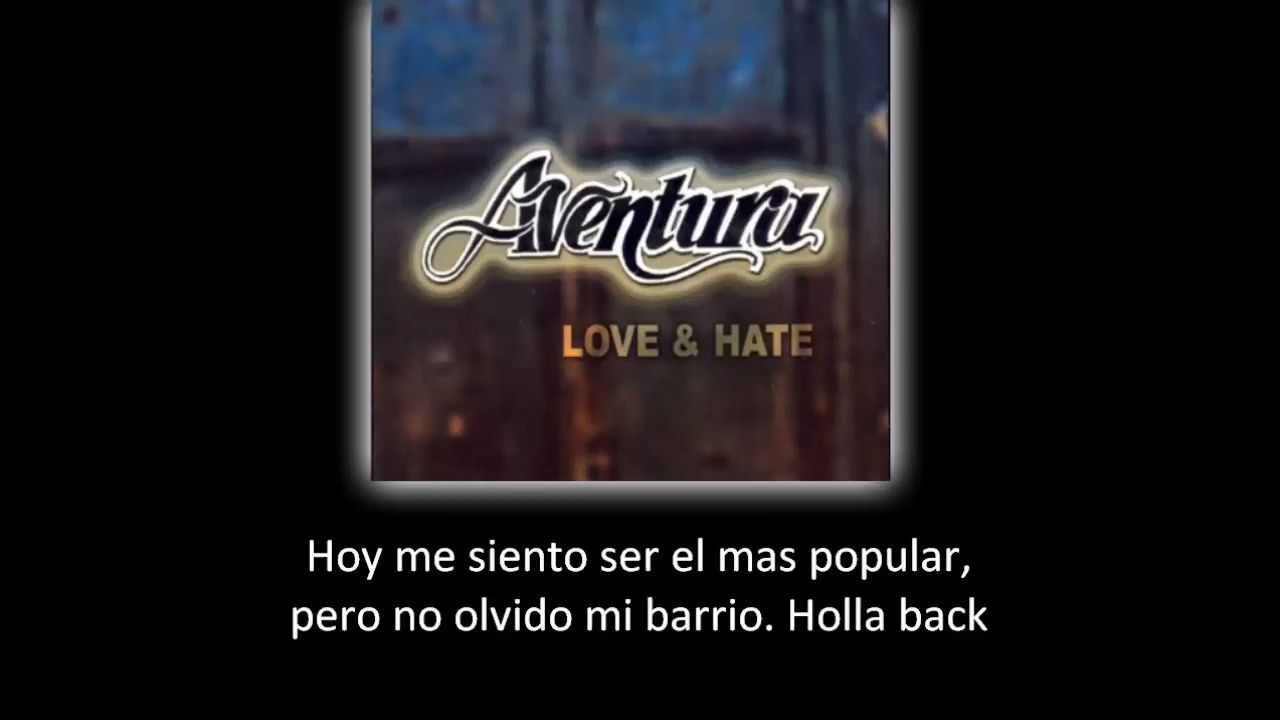 Aventura
LOVE & HATE
Hoy me siento ser el mas popular,
pero no olvido mi barrio. Holla back